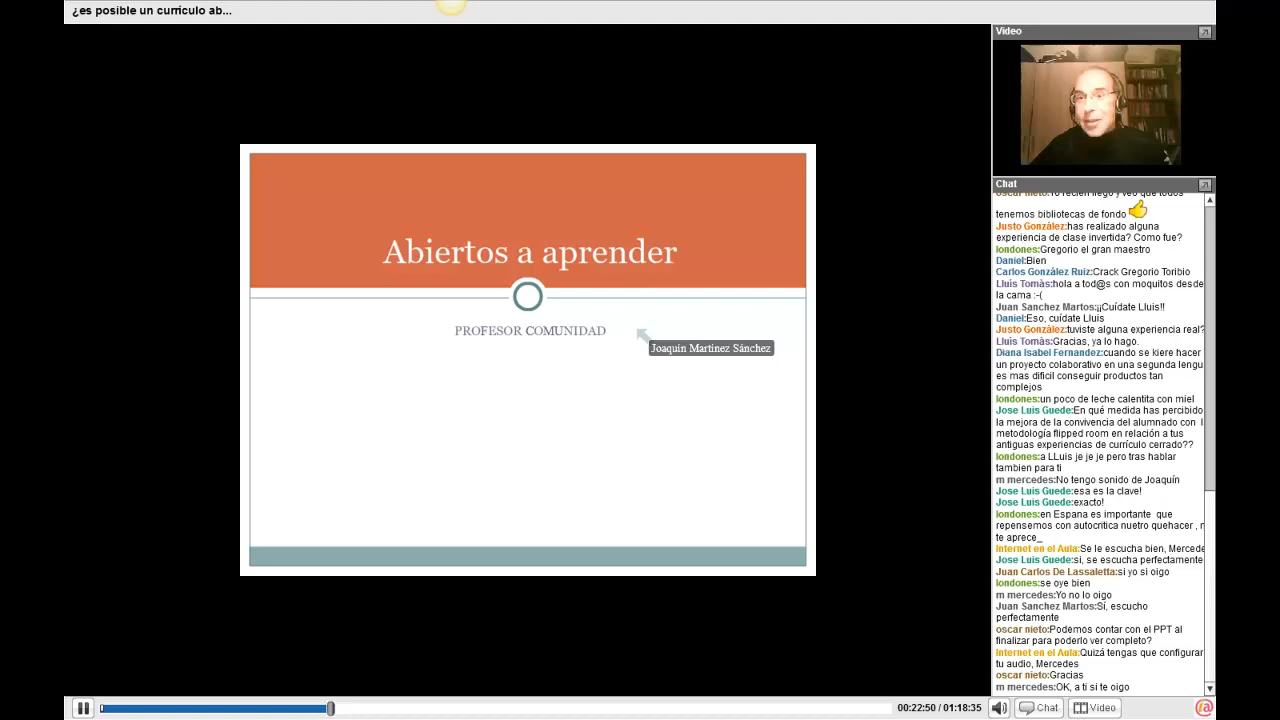 ¿es posible un curriculo ab...
Video
Abiertos a aprender
PROFESOR COMUNIDAD
Joaquín Martínez Sánchez
Chat
tenemos bibliotecas de fondo
Justo González:has realizado alguna
experiencia de clase invertida? Como fue?
londones:Gregorio el gran maestro
Daniel:Bien
Carlos González Ruiz:Crack Gregorio Toribio
Lluís Tomàs:hola a tod@s con moquitos desde
la cama :-(
Juan Sanchez Martos:¡¡Cuídate Lluis!!
Daniel:Eso, cuídate Lluis
Justo González:tuviste alguna experiencia real?
Lluís Tomàs:Gracias, ya lo hago.
Diana Isabel Fernandez:cuando se kiere hacer
un proyecto colaborativo en una segunda lengu
es mas dificil conseguir productos tan
complejos
londones:un poco de leche calentita con miel
Jose Luis Guede:En qué medida has percibido
la mejora de la convivencia del alumnado con l
metodología flipped room en relación a tus
antiguas experiencias de currículo cerrado??
londones:a LLuis je je je pero tras hablar
tambien para ti
m mercedes:No tengo sonido de Joaquín
Jose Luis Guede:esa es la clave!
Jose Luis Guede:exacto!
londones:en Espana es importante que
repensemos con autocritica nuetro quehacer , n
te aprece_
Internet en el Aula:Se le escucha bien, Mercede
Jose Luis Guede:si, se escucha perfectamente
Juan Carlos De Lassaletta:si yo si oigo
londones:se oye bien
m mercedes:Yo no lo oigo
Juan Sanchez Martos:Sí, escucho
perfectamente
oscar nieto:Podemos contar con el PPT al
finalizar para poderlo ver completo?
Internet en el Aula:Quizá tengas que configurar
tu audio, Mercedes
oscar nieto:Gracias
m mercedes:OK, a ti si te oigo
00:22:50 / 01:18:35
Chat
Video